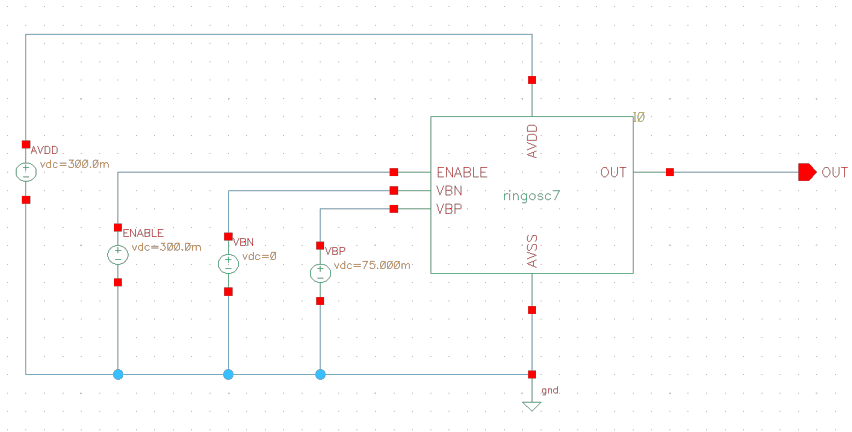 I0
AVDD
AVDD
vdc=300.0m
ENABLE
OUT
OUT
VBN
ringosc7
VBP
ENABLE
vdc=300.0m
VBN
vdc=0
VBP
vdc=75.000m
AVSS
gnd